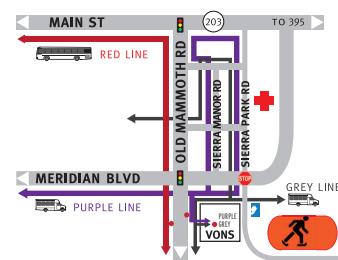 MAIN ST
203
TO 395
RED LINE
OLD MAMMOTH RD
SIERRA MANOR RD
SIERRA PARK RD
MERIDIAN BLVD
STOP
GREY LINE
PURPLE LINE
PURPLE
GREY
VONS